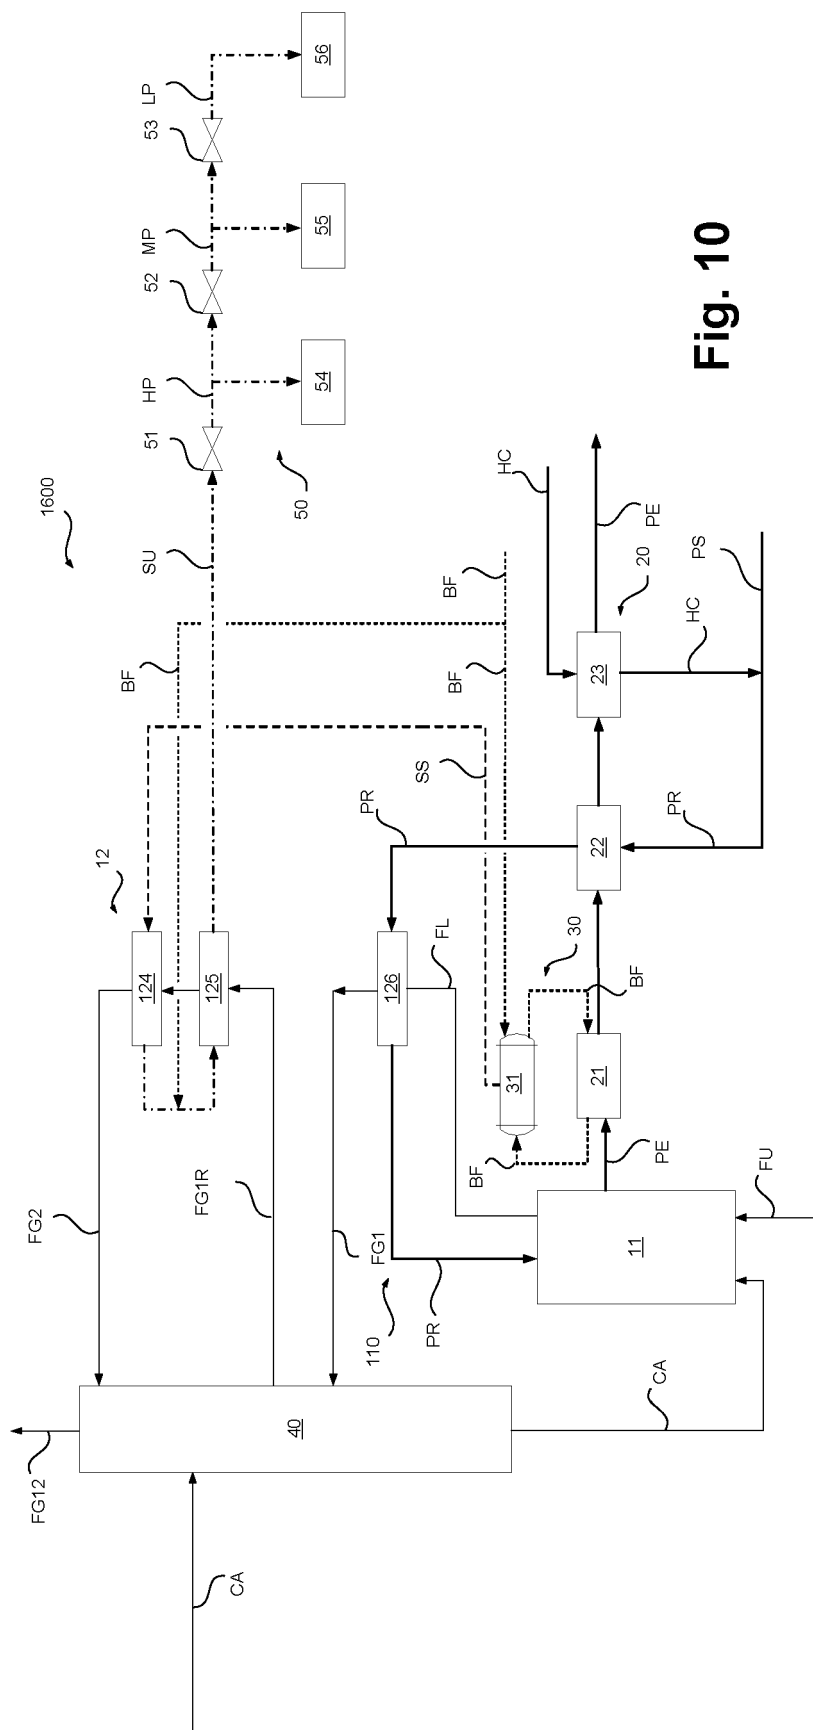 FG12
FG2
1600
12
BF
124
SU
51
HP
52
MP
53
LP
FG1R
125
CA
40
50
54
55
56
110
FG1
PR
126
PR
FL
SS
BF
BF
BF
31
HC
30
21
22
23
11
BF
20
CA
PE
PE
PR
HC
PS
FU
Fig. 10